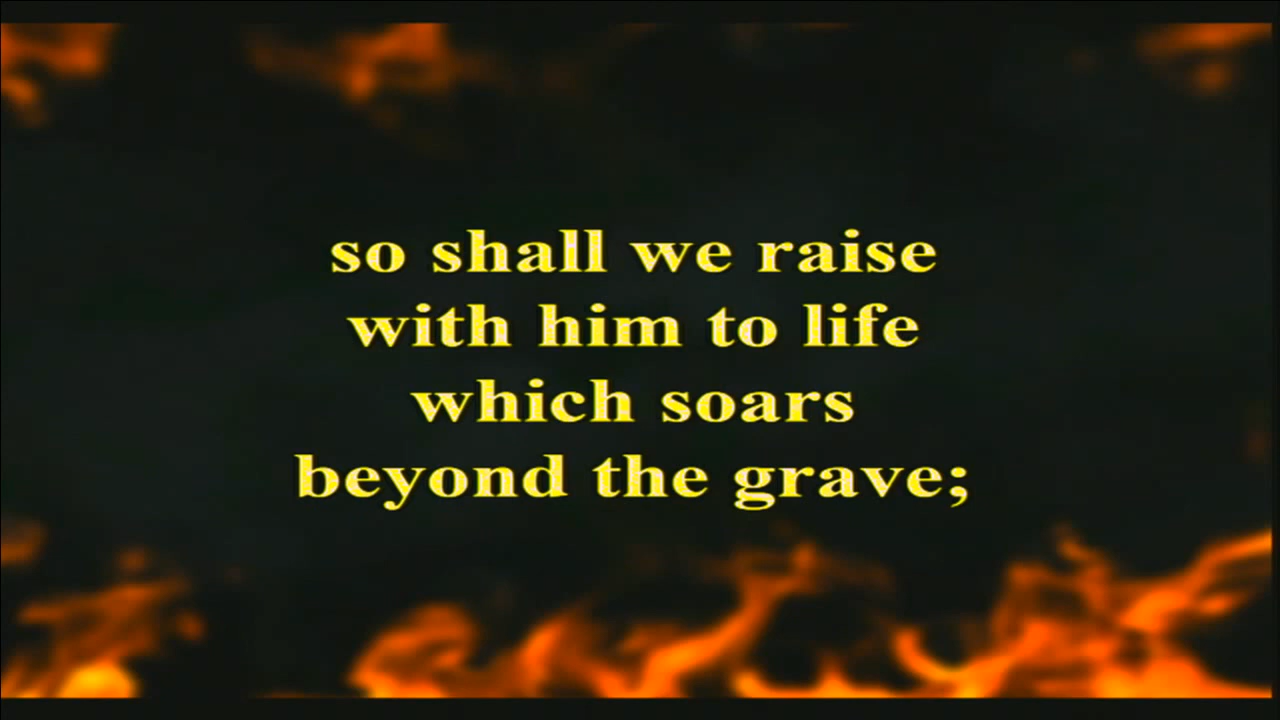 so shall we raise
with him to life
which soars
beyond the grave;